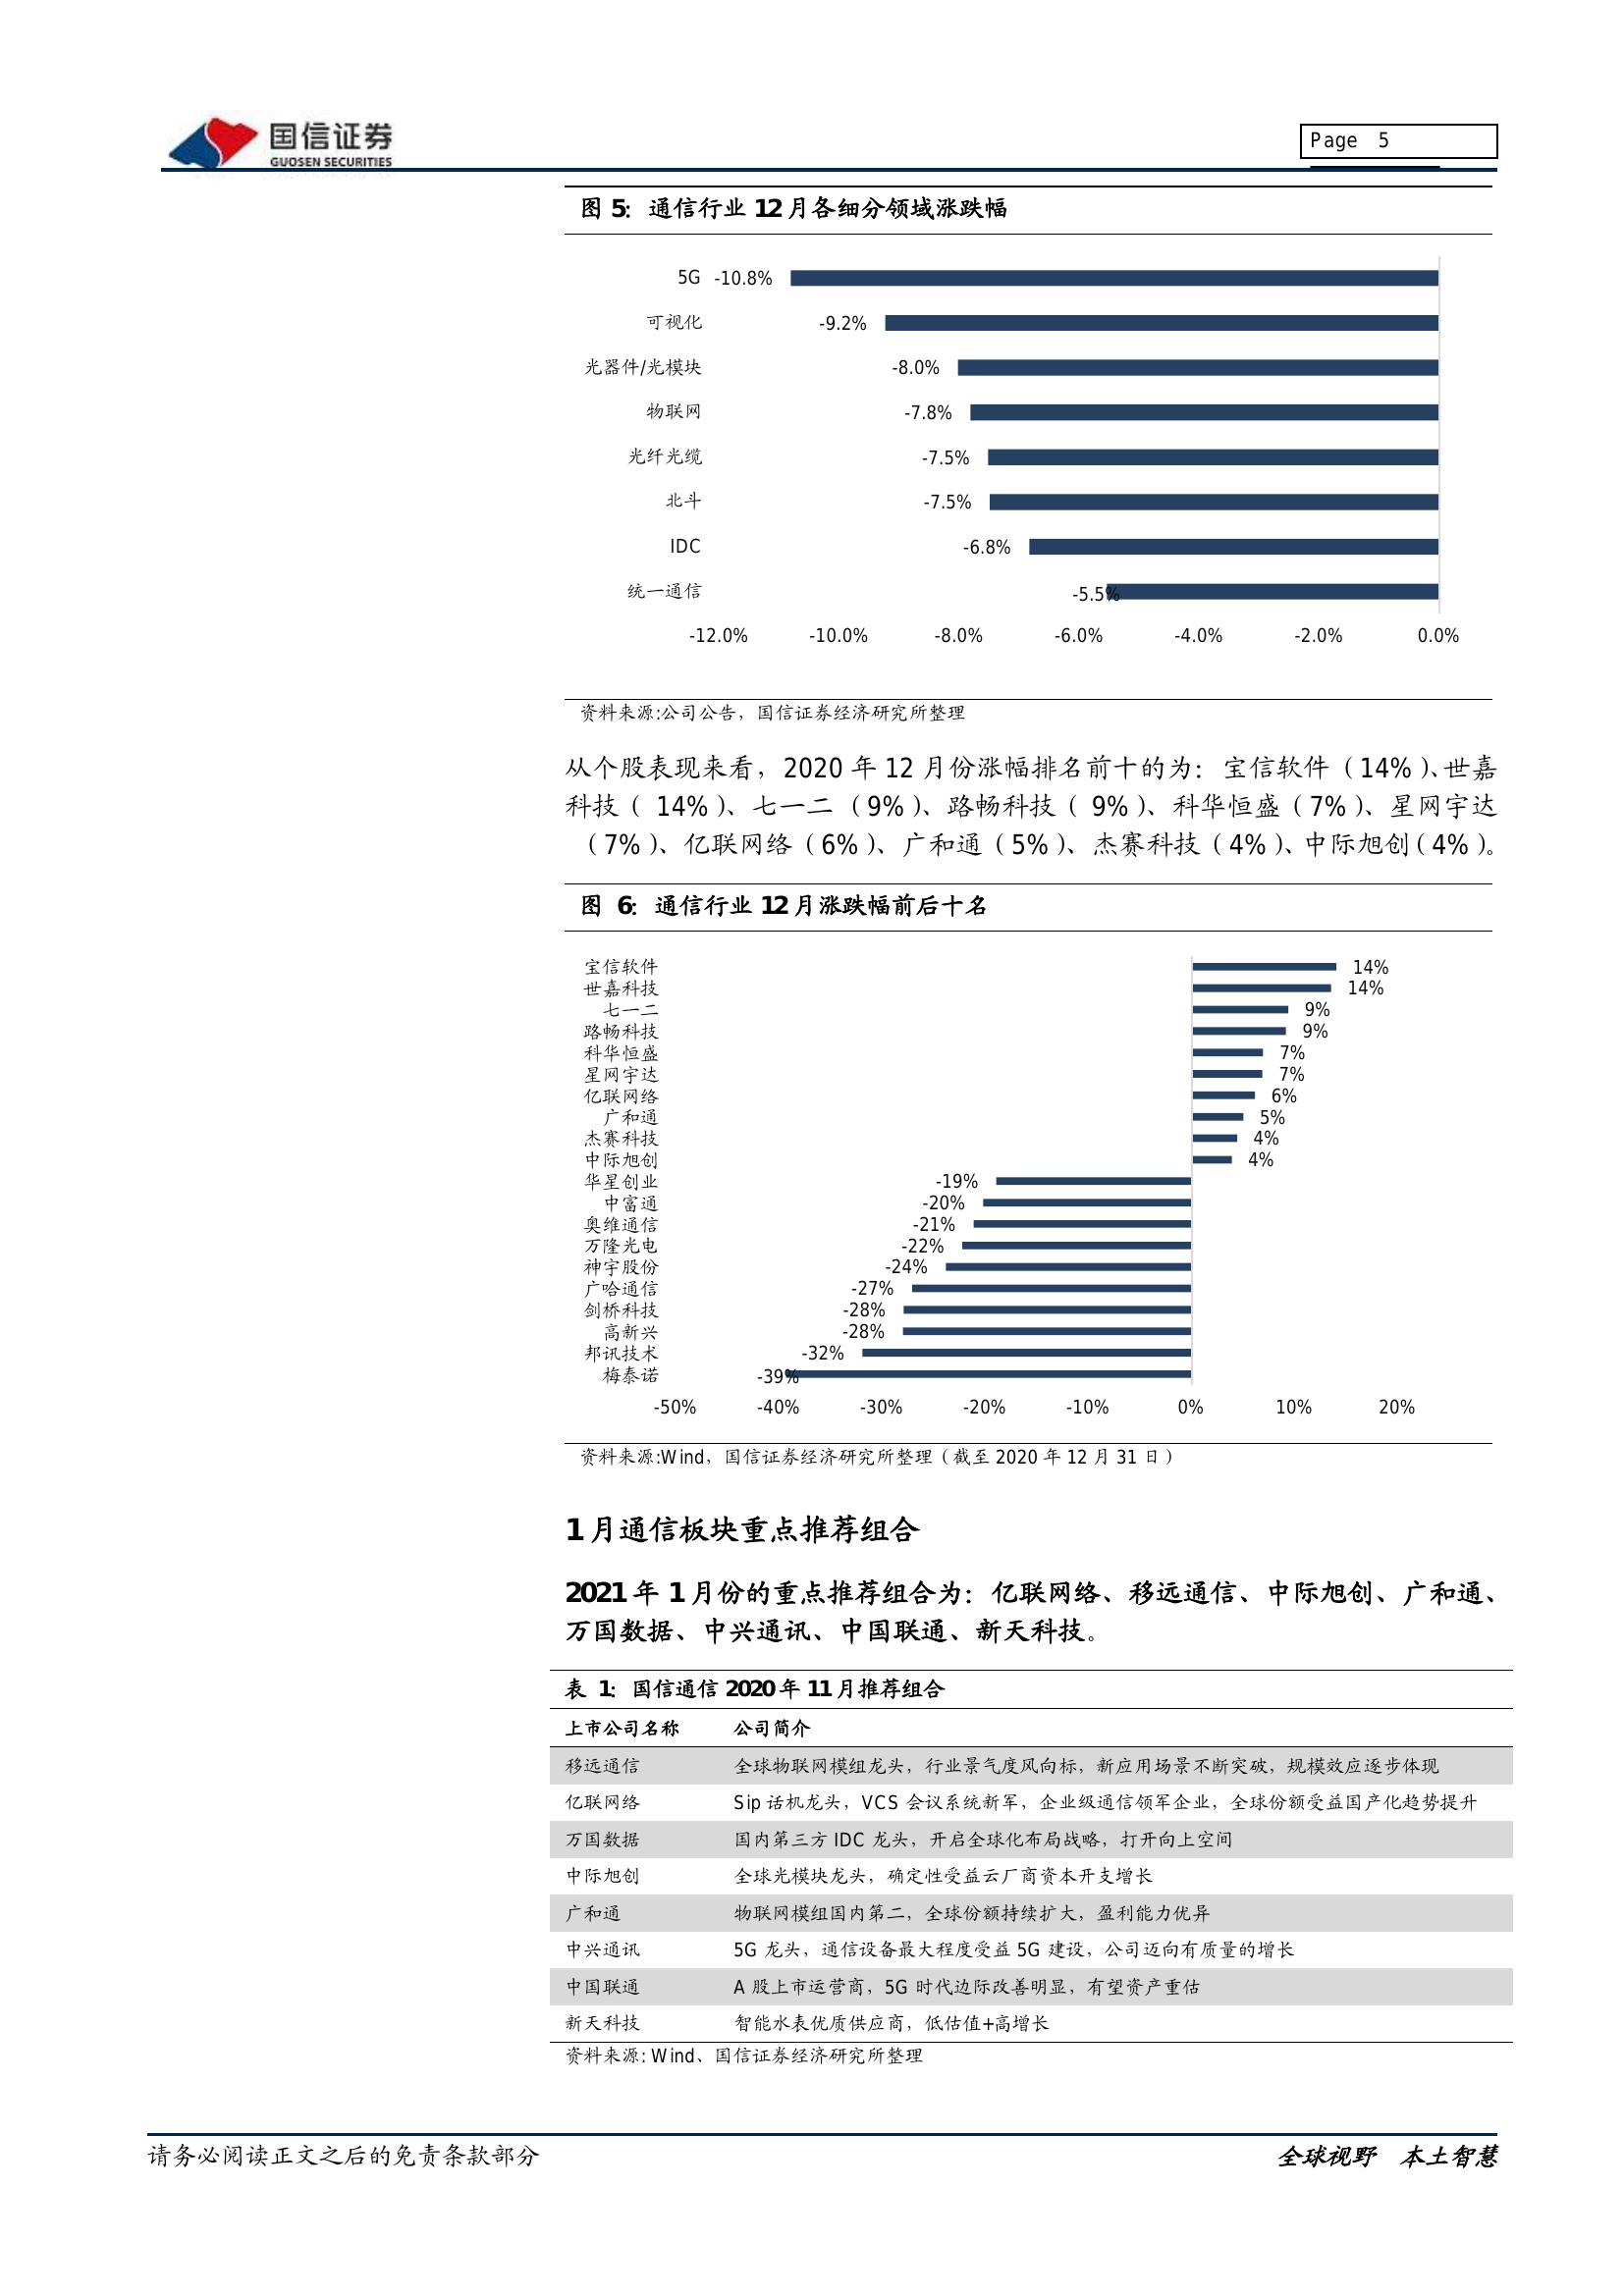 国信证券
GUOSEN SECURITIES
Page 5
图 5：通信行业 12 月各细分领域涨跌幅
5G -10.8%
可视化 -9.2%
光器件/光模块 -8.0%
物联网 -7.8%
光纤光缆 -7.5%
北斗 -7.5%
IDC -6.8%
统一通信 -5.5%
-12.0% -10.0% -8.0% -6.0% -4.0% -2.0% 0.0%
资料来源:公司公告，国信证券经济研究所整理
从个股表现来看，2020 年 12 月份涨幅排名前十的为：宝信软件（14%）、世嘉
科技（ 14%）、七一二（9%）、路畅科技（ 9%）、科华恒盛（7%）、星网宇达
（7%）、亿联网络（6%）、广和通（5%）、杰赛科技（4%）、中际旭创（4%）。
图 6：通信行业 12 月涨跌幅前后十名
宝信软件 14%
世嘉科技 14%
七一二 9%
路畅科技 9%
科华恒盛 7%
星网宇达 7%
亿联网络 6%
广和通 5%
杰赛科技 4%
中际旭创 4%
华星创业 -19%
中富通 -20%
奥维通信 -21%
万隆光电 -22%
神宇股份 -24%
广哈通信 -27%
剑桥科技 -28%
高新兴 -28%
邦讯技术 -32%
梅泰诺 -39%
-50% -40% -30% -20% -10% 0% 10% 20%
资料来源:Wind，国信证券经济研究所整理（截至 2020 年 12 月 31 日）
1 月通信板块重点推荐组合
2021 年 1 月份的重点推荐组合为：亿联网络、移远通信、中际旭创、广和通、
万国数据、中兴通讯、中国联通、新天科技。
表 1：国信通信 2020 年 11 月推荐组合
上市公司名称 公司简介
移远通信 全球物联网模组龙头，行业景气度风向标，新应用场景不断突破，规模效应逐步体现
亿联网络 Sip 话机龙头，VCS 会议系统新军，企业级通信领军企业，全球份额受益国产化趋势提升
万国数据 国内第三方 IDC 龙头，开启全球化布局战略，打开向上空间
中际旭创 全球光模块龙头，确定性受益云厂商资本开支增长
广和通 物联网模组国内第二，全球份额持续扩大，盈利能力优异
中兴通讯 5G 龙头，通信设备最大程度受益 5G 建设，公司迈向有质量的增长
中国联通 A 股上市运营商，5G 时代边际改善明显，有望资产重估
新天科技 智能水表优质供应商，低估值+高增长
资料来源: Wind、国信证券经济研究所整理
请务必阅读正文之后的免责条款部分 全球视野 本土智慧